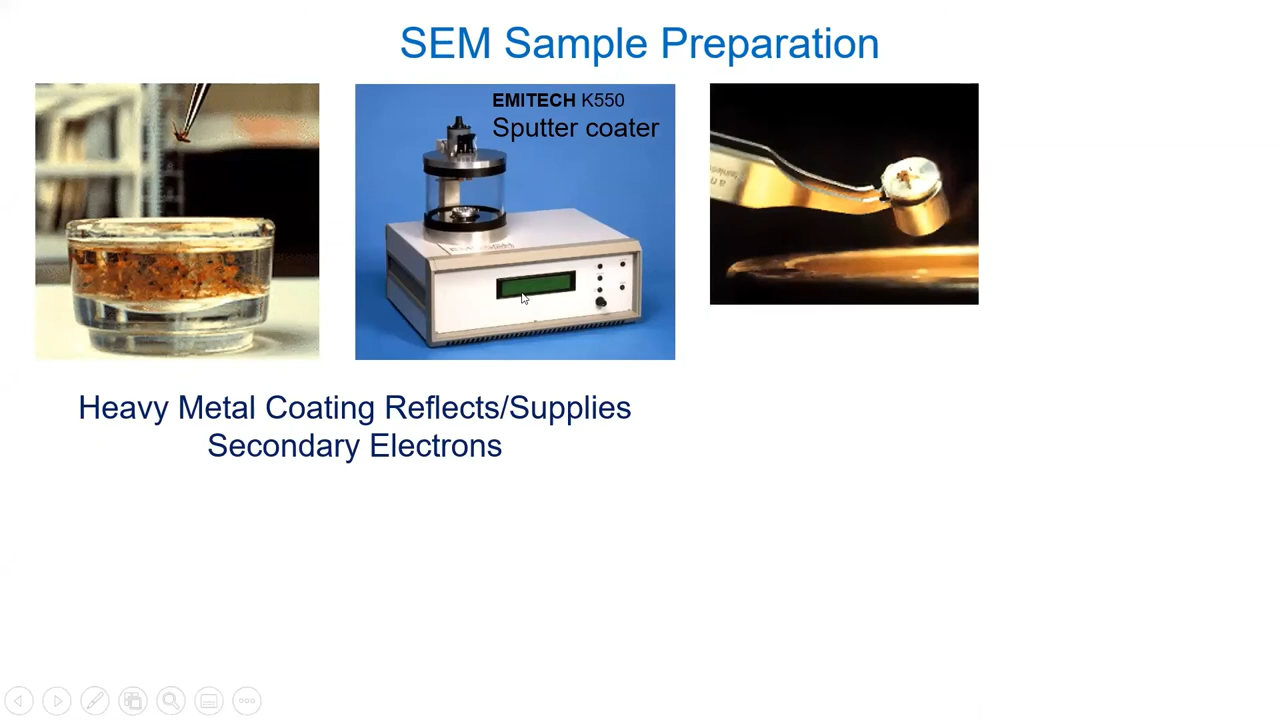 SEM Sample Preparation
EMITECH K550
Sputter coater
Heavy Metal Coating Reflects/Supplies
Secondary Electrons